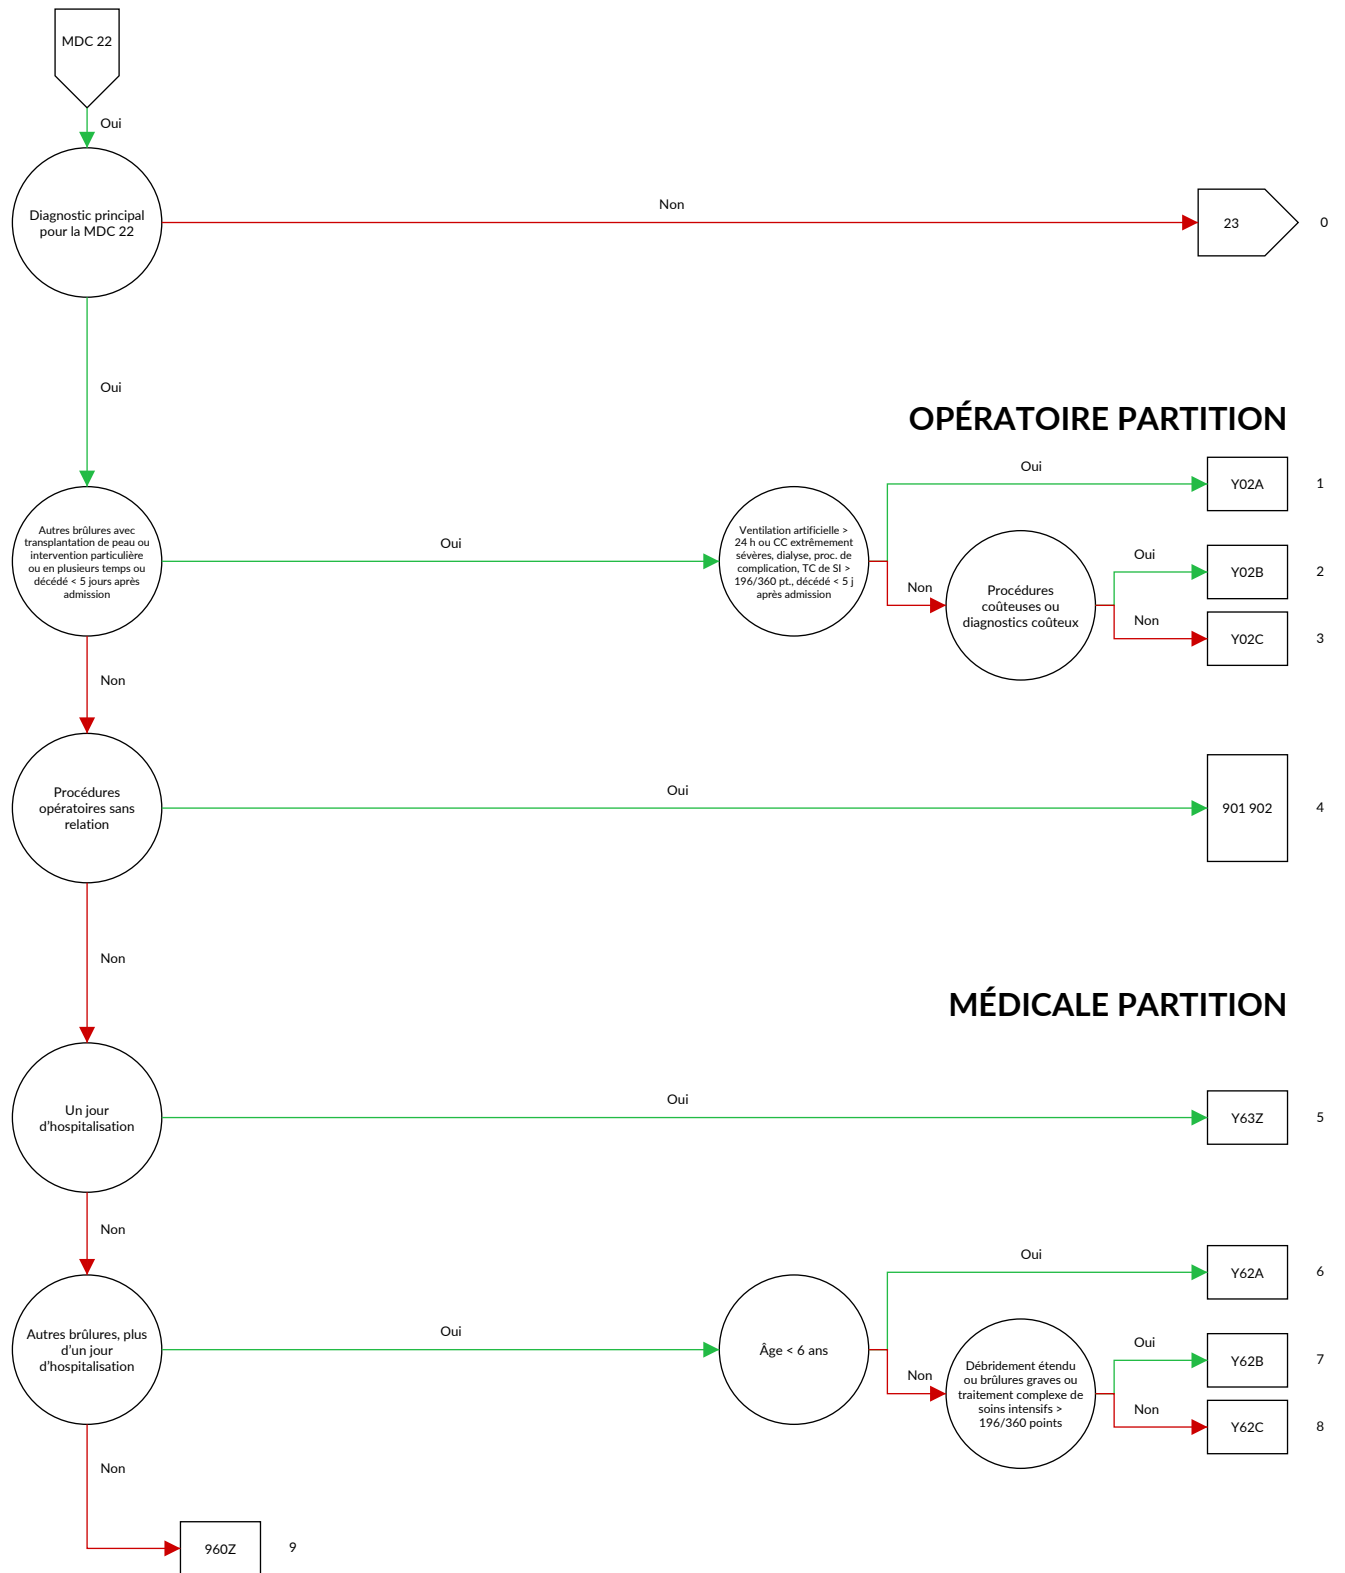 MDC 22
Oui
Diagnostic principal
pour la MDC 22
Non
23
0
Oui
OPÉRATOIRE PARTITION
Autres brûlures avec
transplantation de peau ou
intervention particulière
ou en plusieurs temps ou
décédé < 5 jours après
admission
Oui
Ventilation artificielle >
24 h ou CC extrêmement
sévères, dialyse, proc. de
complication, TC de SI >
196/360 pt., décédé < 5 j
après admission
Oui
Y02A
1
Non
Procédures
coûteuses ou
diagnostics coûteux
Oui
Y02B
2
Non
Y02C
3
Non
Procédures
opératoires sans
relation
Oui
901 902
4
Non
MÉDICALE PARTITION
Un jour
d'hospitalisation
Oui
Y63Z
5
Non
Autres brûlures, plus
d'un jour
d'hospitalisation
Oui
Âge < 6 ans
Oui
Y62A
6
Non
Débridement étendu
ou brûlures graves ou
traitement complexe de
soins intensifs >
196/360 points
Oui
Y62B
7
Non
Y62C
8
Non
960Z
9